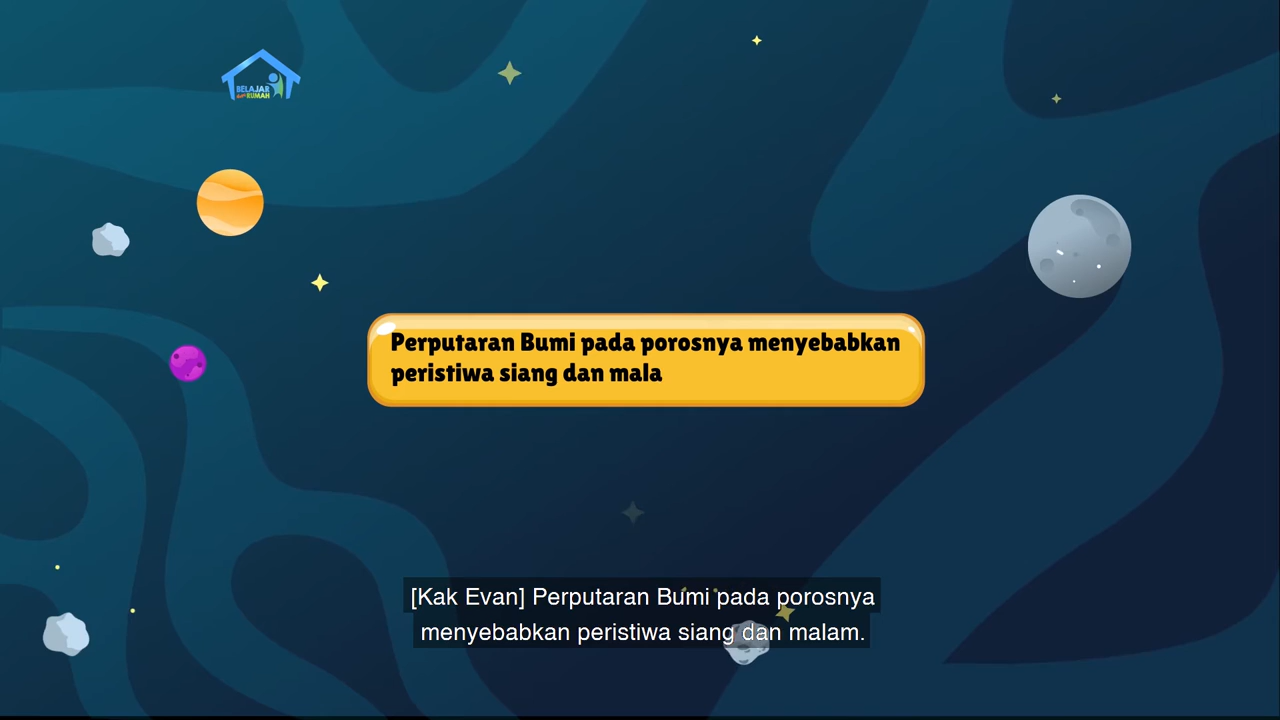 BELAJAR
dari RUMAH
Perputaran Bumi pada porosnya menyebabkan
peristiwa siang dan mala
[Kak Evan] Perputaran Bumi pada porosnya
menyebabkan peristiwa siang dan malam.